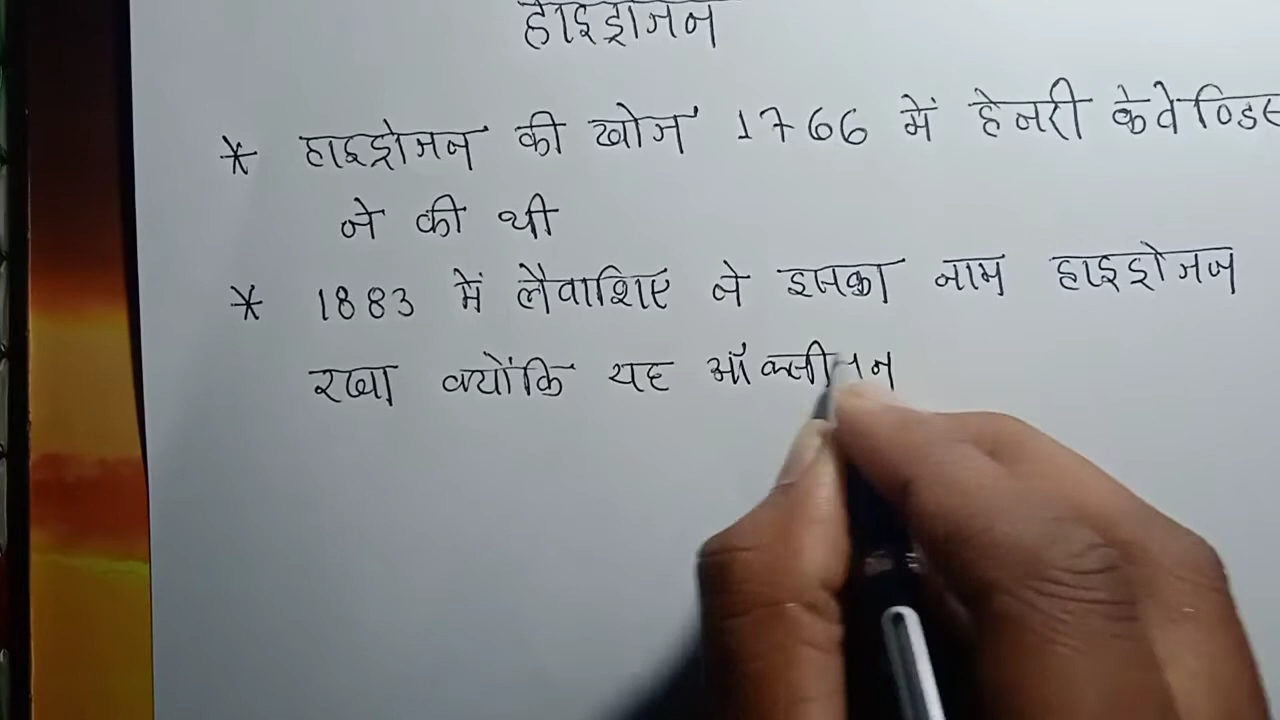 हाइड्रोजन
* हाइड्रोजन की खोज 1766 में हेनरी केवेण्डिस
ने की थी
* 1883 में लैवाशिए ने इसका नाम हाइड्रोजन
रखा क्योंकि यह ऑक्सीजन